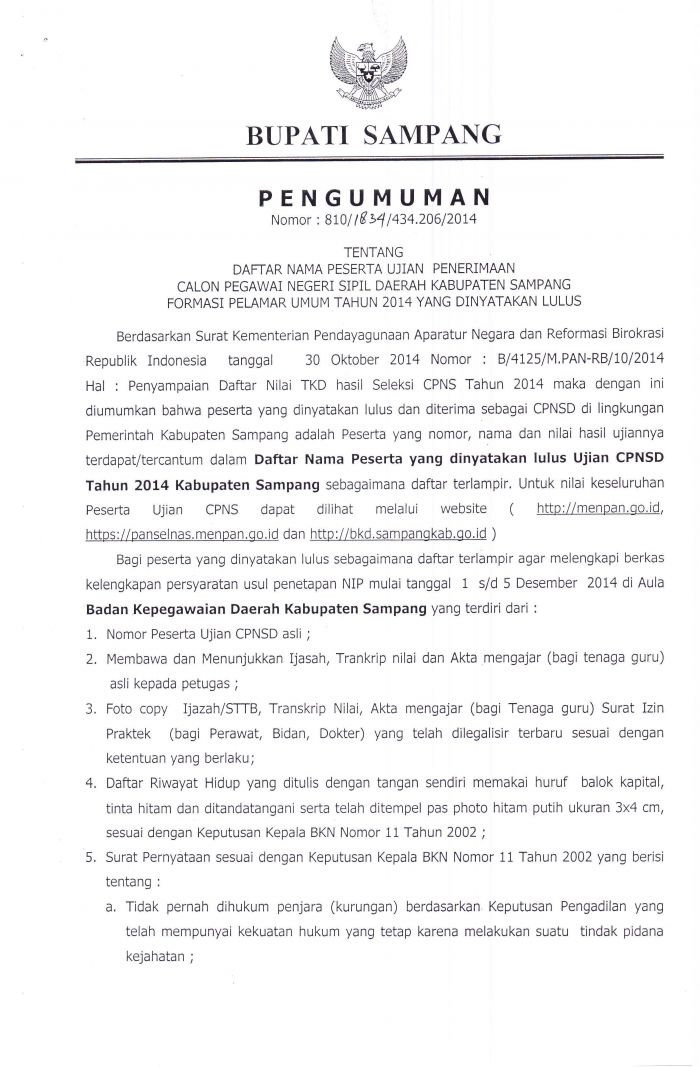 BUPATI SAMPANG
PENGUMUMAN
Nomor : 810/1834/434.206/2014
TENTANG
DAFTAR NAMA PESERTA UJIAN PENERIMAAN
CALON PEGAWAI NEGERI SIPIL DAERAH KABUPATEN SAMPANG
FORMASI PELAMAR UMUM TAHUN 2014 YANG DINYATAKAN LULUS
Berdasarkan Surat Kementerian Pendayagunaan Aparatur Negara dan Reformasi Birokrasi
Republik Indonesia tanggal 30 Oktober 2014 Nomor : B/4125/M.PAN-RB/10/2014
Hal : Penyampaian Daftar Nilai TKD hasil Seleksi CPNS Tahun 2014 maka dengan ini
diumumkan bahwa peserta yang dinyatakan lulus dan diterima sebagai CPNSD di lingkungan
Pemerintah Kabupaten Sampang adalah Peserta yang nomor, nama dan nilai hasil ujiannya
terdapat/tercantum dalam Daftar Nama Peserta yang dinyatakan lulus Ujian CPNSD
Tahun 2014 Kabupaten Sampang sebagaimana daftar terlampir. Untuk nilai keseluruhan
Peserta Ujian CPNS dapat dilihat melalui website ( http://menpan.go.id,
https://panselnas.menpan.go.id dan http://bkd.sampangkab.go.id )
Bagi peserta yang dinyatakan lulus sebagaimana daftar terlampir agar melengkapi berkas
kelengkapan persyaratan usul penetapan NIP mulai tanggal 1 s/d 5 Desember 2014 di Aula
Badan Kepegawaian Daerah Kabupaten Sampang yang terdiri dari :
1. Nomor Peserta Ujian CPNSD asli ;
2. Membawa dan Menunjukkan Ijasah, Trankrip nilai dan Akta mengajar (bagi tenaga guru)
asli kepada petugas ;
3. Foto copy Ijazah/STTB, Transkrip Nilai, Akta mengajar (bagi Tenaga guru) Surat Izin
Praktek (bagi Perawat, Bidan, Dokter) yang telah dilegalisir terbaru sesuai dengan
ketentuan yang berlaku;
4. Daftar Riwayat Hidup yang ditulis dengan tangan sendiri memakai huruf balok kapital,
tinta hitam dan ditandatangani serta telah ditempel pas photo hitam putih ukuran 3x4 cm,
sesuai dengan Keputusan Kepala BKN Nomor 11 Tahun 2002 ;
5. Surat Pernyataan sesuai dengan Keputusan Kepala BKN Nomor 11 Tahun 2002 yang berisi
tentang :
a. Tidak pernah dihukum penjara (kurungan) berdasarkan Keputusan Pengadilan yang
telah mempunyai kekuatan hukum yang tetap karena melakukan suatu tindak pidana
kejahatan ;